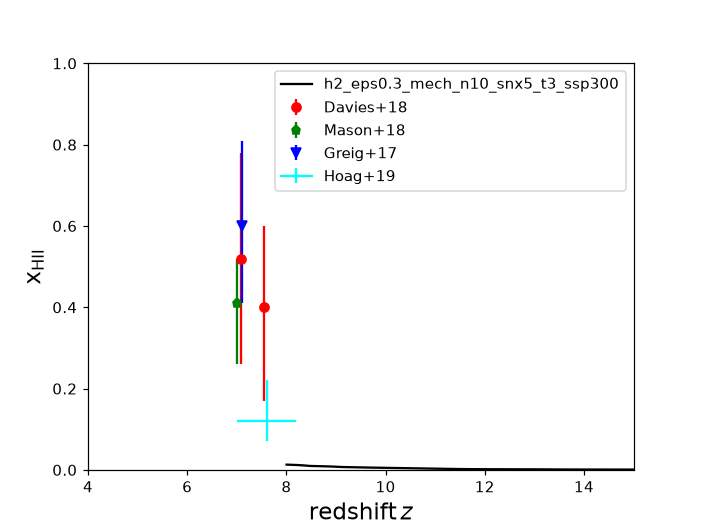 1.0
0.8
0.6
0.4
0.2
0.0
x_HII
h2_eps0.3_mech_n10_snx5_t3_ssp300
Davies+18
Mason+18
Greig+17
Hoag+19
4 6 8 10 12 14
redshift z